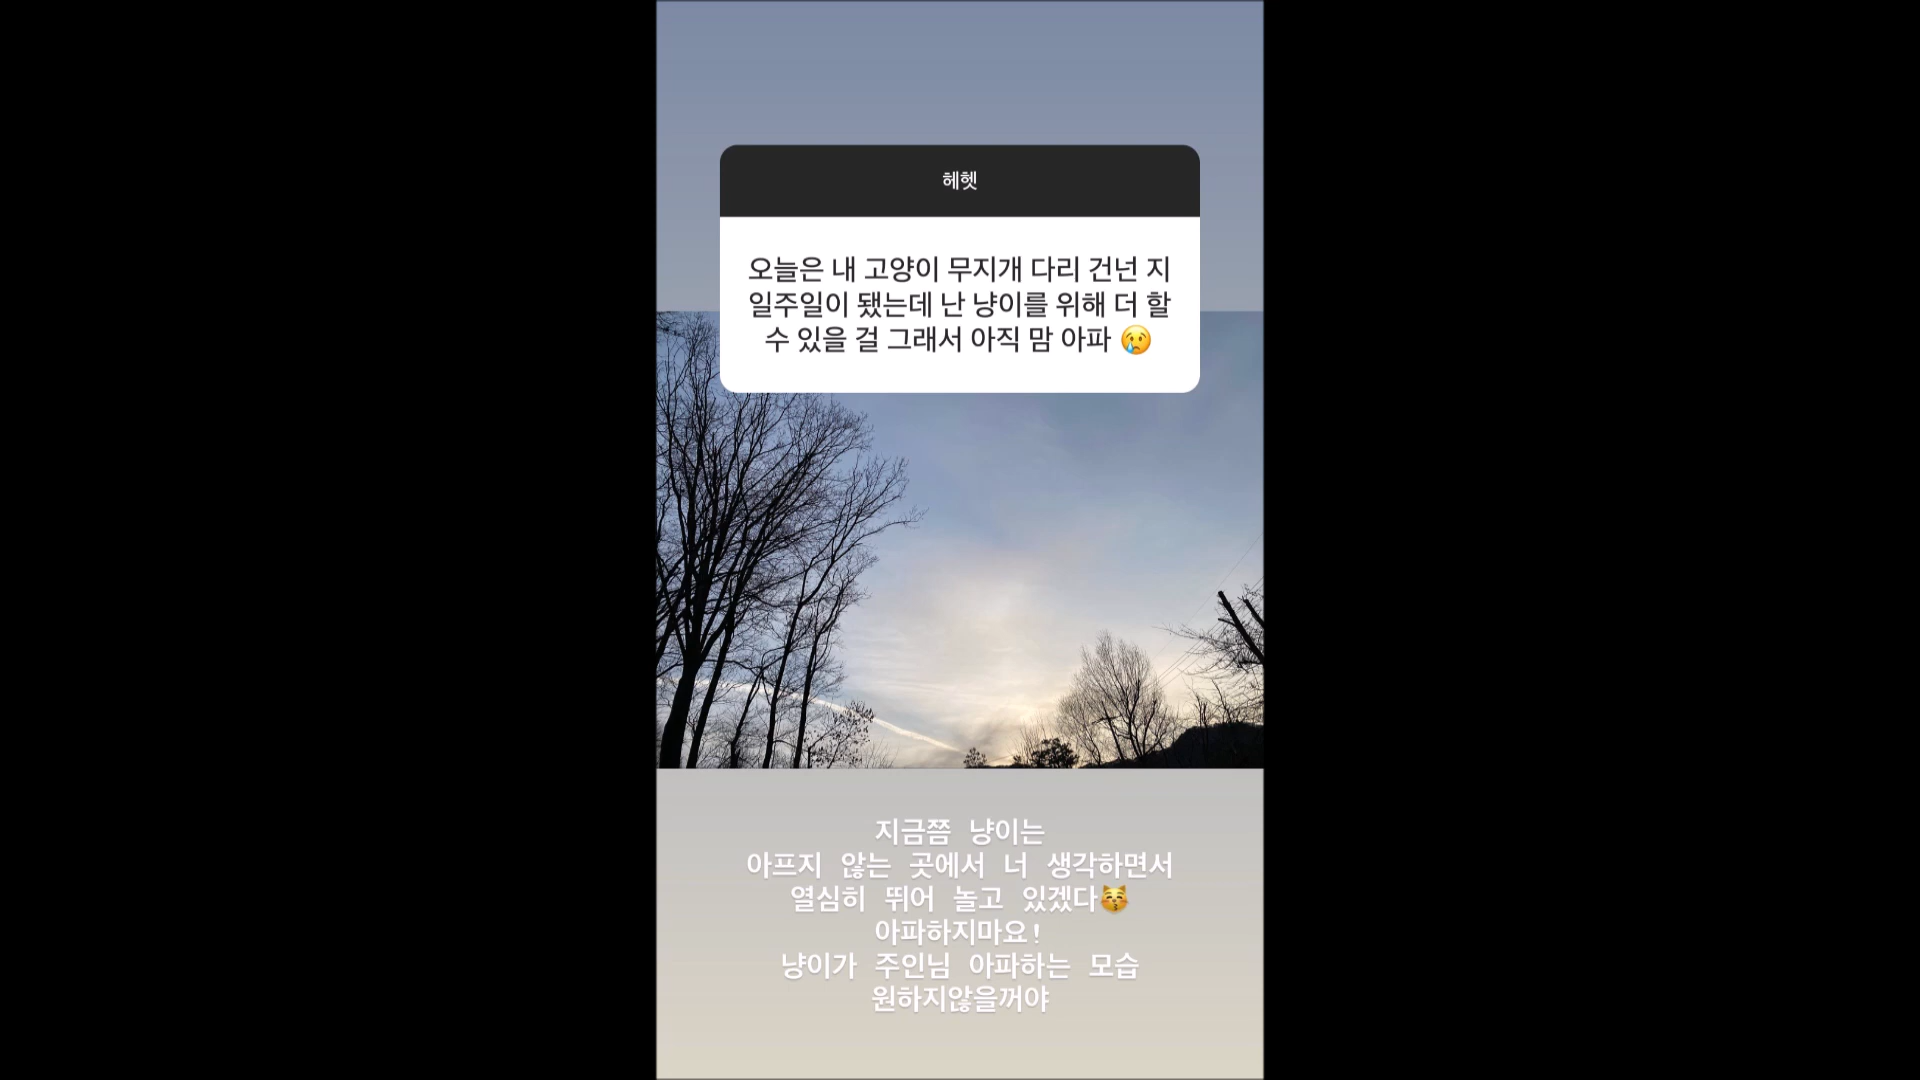 헤헷
오늘은 내 고양이 무지개 다리 건넌 지
일주일이 됐는데 난 냥이를 위해 더 할
수 있을 걸 그래서 아직 맘 아파 😢
지금쯤 냥이는
아프지 않는 곳에서 너 생각하면서
열심히 뛰어 놀고 있겠다😽
아파하지마요!
냥이가 주인님 아파하는 모습
원하지않을꺼야